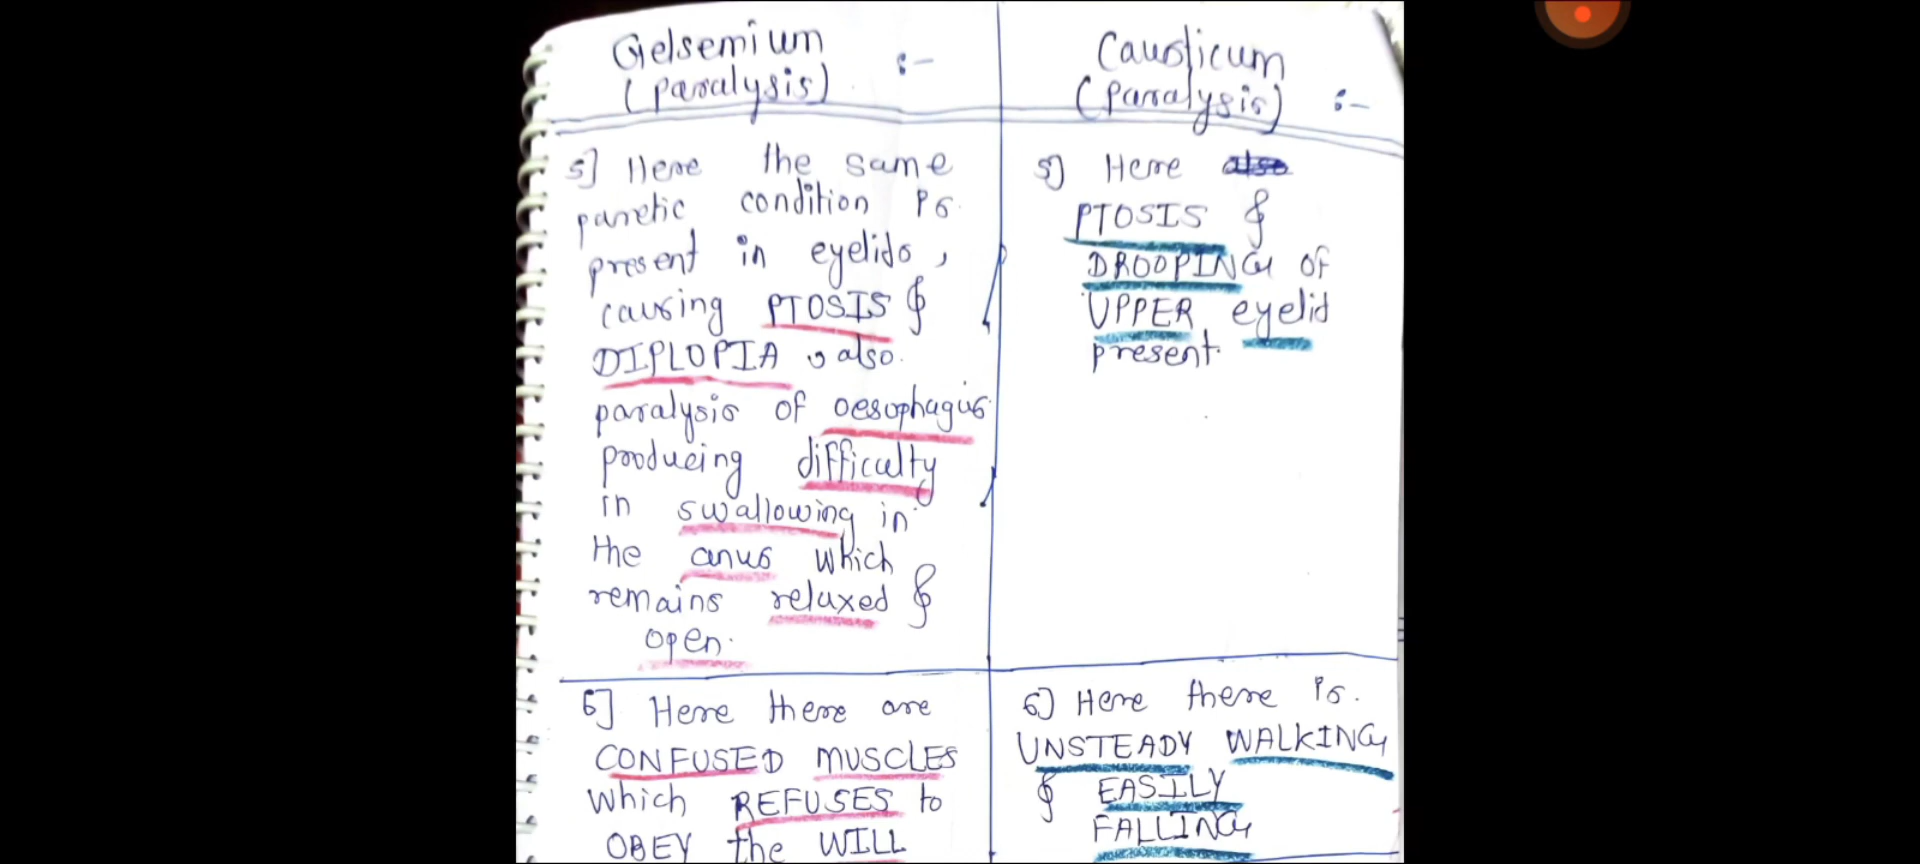 Gelsemium :-
(Paralysis)
5] Here the same
paretic condition is
present in eyelids,
causing PTOSIS &
DIPLOPIA, also
paralysis of oesophagus
producing difficulty
in swallowing in
the anus which
remains relaxed &
open.
6] Here there are
CONFUSED MUSCLES
which REFUSES to
OBEY the WILL
Causticum
(Paralysis) :-
5) Here also
PTOSIS &
DROOPING of
UPPER eyelid
present.
6) Here there is
UNSTEADY WALKING
& EASILY
FALLING